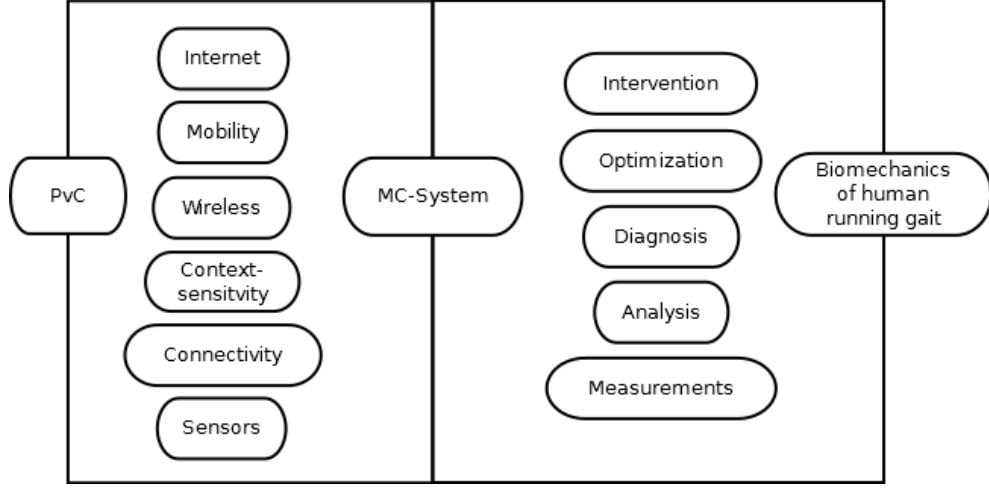 PvC
Internet
Mobility
Wireless
Context-
sensitvity
Connectivity
Sensors
MC-System
Intervention
Optimization
Diagnosis
Analysis
Measurements
Biomechanics
of human
running gait